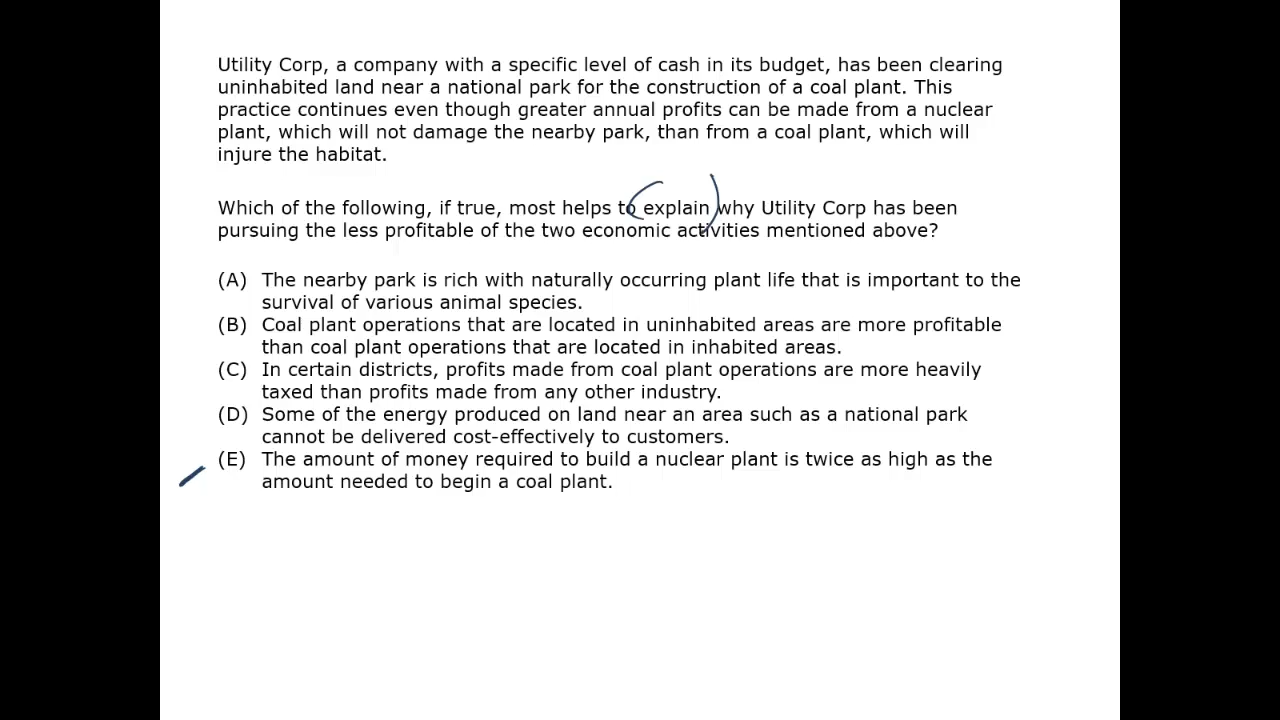 Utility Corp, a company with a specific level of cash in its budget, has been clearing
uninhabited land near a national park for the construction of a coal plant. This
practice continues even though greater annual profits can be made from a nuclear
plant, which will not damage the nearby park, than from a coal plant, which will
injure the habitat.
Which of the following, if true, most helps to explain why Utility Corp has been
pursuing the less profitable of the two economic activities mentioned above?
(A) The nearby park is rich with naturally occurring plant life that is important to the
survival of various animal species.
(B) Coal plant operations that are located in uninhabited areas are more profitable
than coal plant operations that are located in inhabited areas.
(C) In certain districts, profits made from coal plant operations are more heavily
taxed than profits made from any other industry.
(D) Some of the energy produced on land near an area such as a national park
cannot be delivered cost-effectively to customers.
(E) The amount of money required to build a nuclear plant is twice as high as the
amount needed to begin a coal plant.